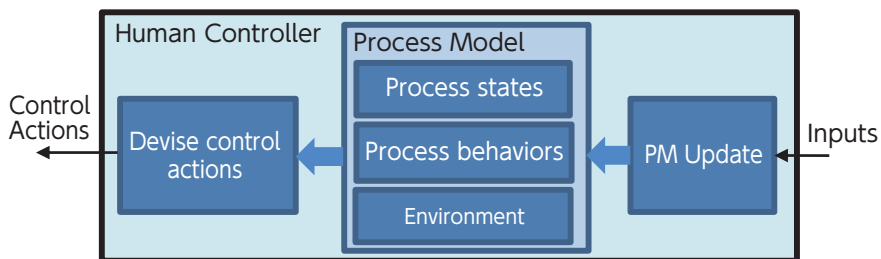 Human Controller
Process Model
Process states
Control
Actions
Devise control
actions
Process behaviors
PM Update
Inputs
Environment